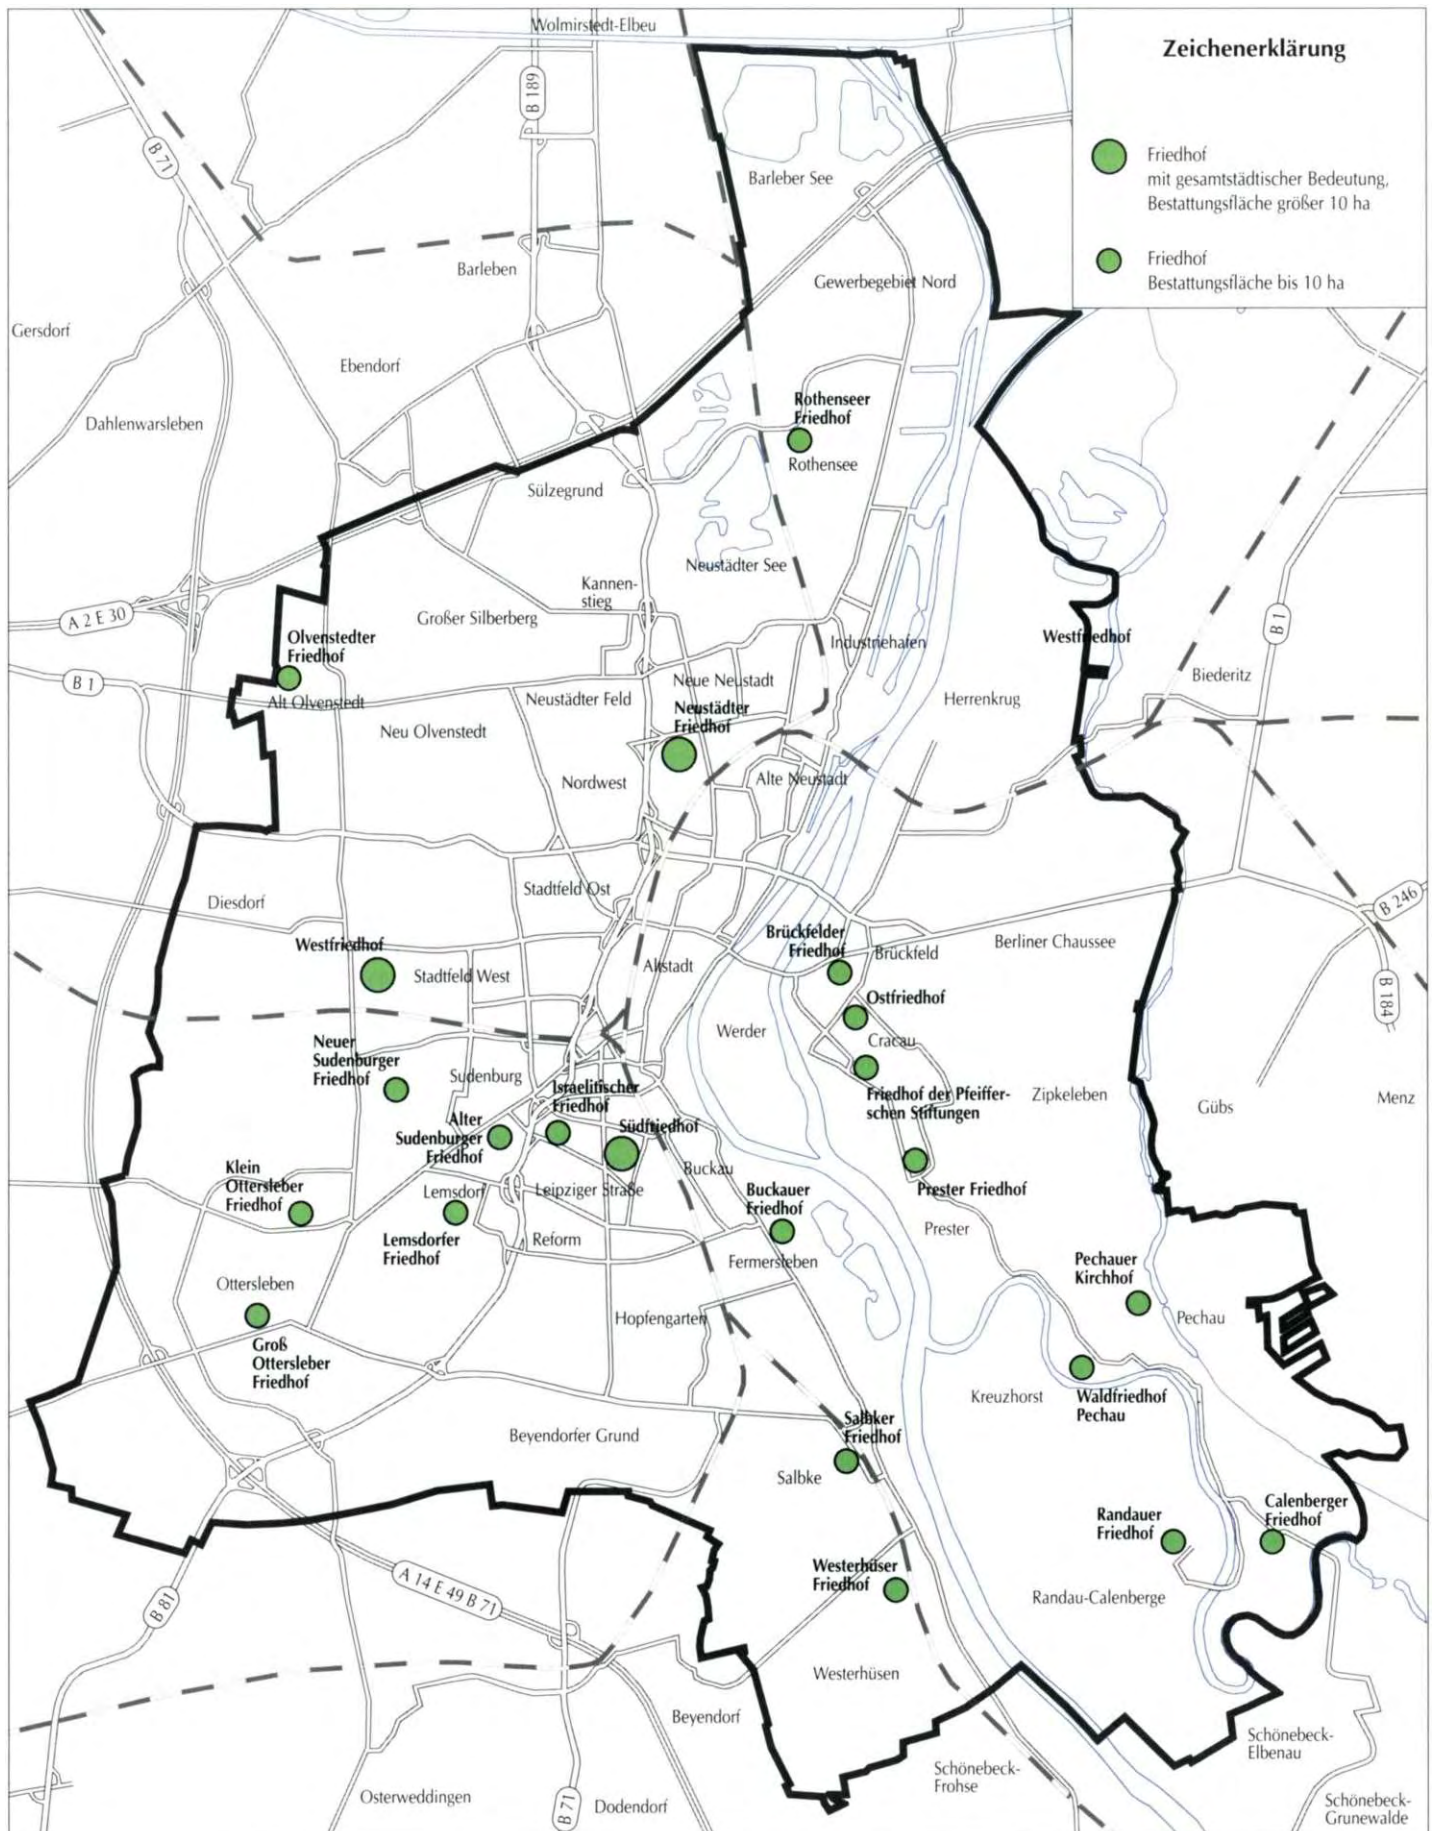 Wolmirstedt-Elbeu
Zeichenerklärung
B 189
B 71
Friedhof
mit gesamtstädtischer Bedeutung,
Bestattungsfläche größer 10 ha
Friedhof
Bestattungsfläche bis 10 ha
Barleber See
Barleben
Gewerbegebiet Nord
Gersdorf
Ebendorf
Dahlenwarsleben
Rothenseer
Friedhof
Rothensee
Sülzegrund
Neustädter See
Kannen-
stieg
Großer Silberberg
A 2 E 30
B 1
Olvenstedter
Friedhof
Alt Olvenstedt
Industriehafen
Westfriedhof
B 1
Biederitz
Neue Neustadt
Neustädter Feld
Herrenkrug
Neustädter
Friedhof
Neu Olvenstedt
Nordwest
Alte Neustadt
Stadtfeld Ost
Diesdorf
B 246
Westfriedhof
Stadtfeld West
Altstadt
Brückfelder
Friedhof
Brückfeld
Berliner Chaussee
B 184
Ostfriedhof
Werder
Cracau
Neuer
Sudenburger
Friedhof
Sudenburg
Israelitischer
Friedhof
Friedhof der Pfeiffer-
schen Stiftungen
Zipkeleben
Gübs
Menz
Alter
Sudenburger
Friedhof
Südfriedhof
Buckau
Klein
Ottersleber
Friedhof
Lemsdorf
Leipziger Straße
Buckauer
Friedhof
Prester Friedhof
Prester
Lemsdorfer
Friedhof
Reform
Fermersleben
Pechauer
Kirchhof
Pechau
Ottersleben
Hopfengarten
Groß
Ottersleber
Friedhof
Kreuzhorst
Waldfriedhof
Pechau
Beyendorfer Grund
Salbker
Friedhof
Salbke
Randauer
Friedhof
Calenberger
Friedhof
A 14 E 49 B 71
B 81
Westerhüser
Friedhof
Randau-Calenberge
Westerhüsen
Beyendorf
Schönebeck-
Elbenau
Schönebeck-
Frohse
Osterweddingen
B 71
Dodendorf
Schönebeck-
Grunewalde